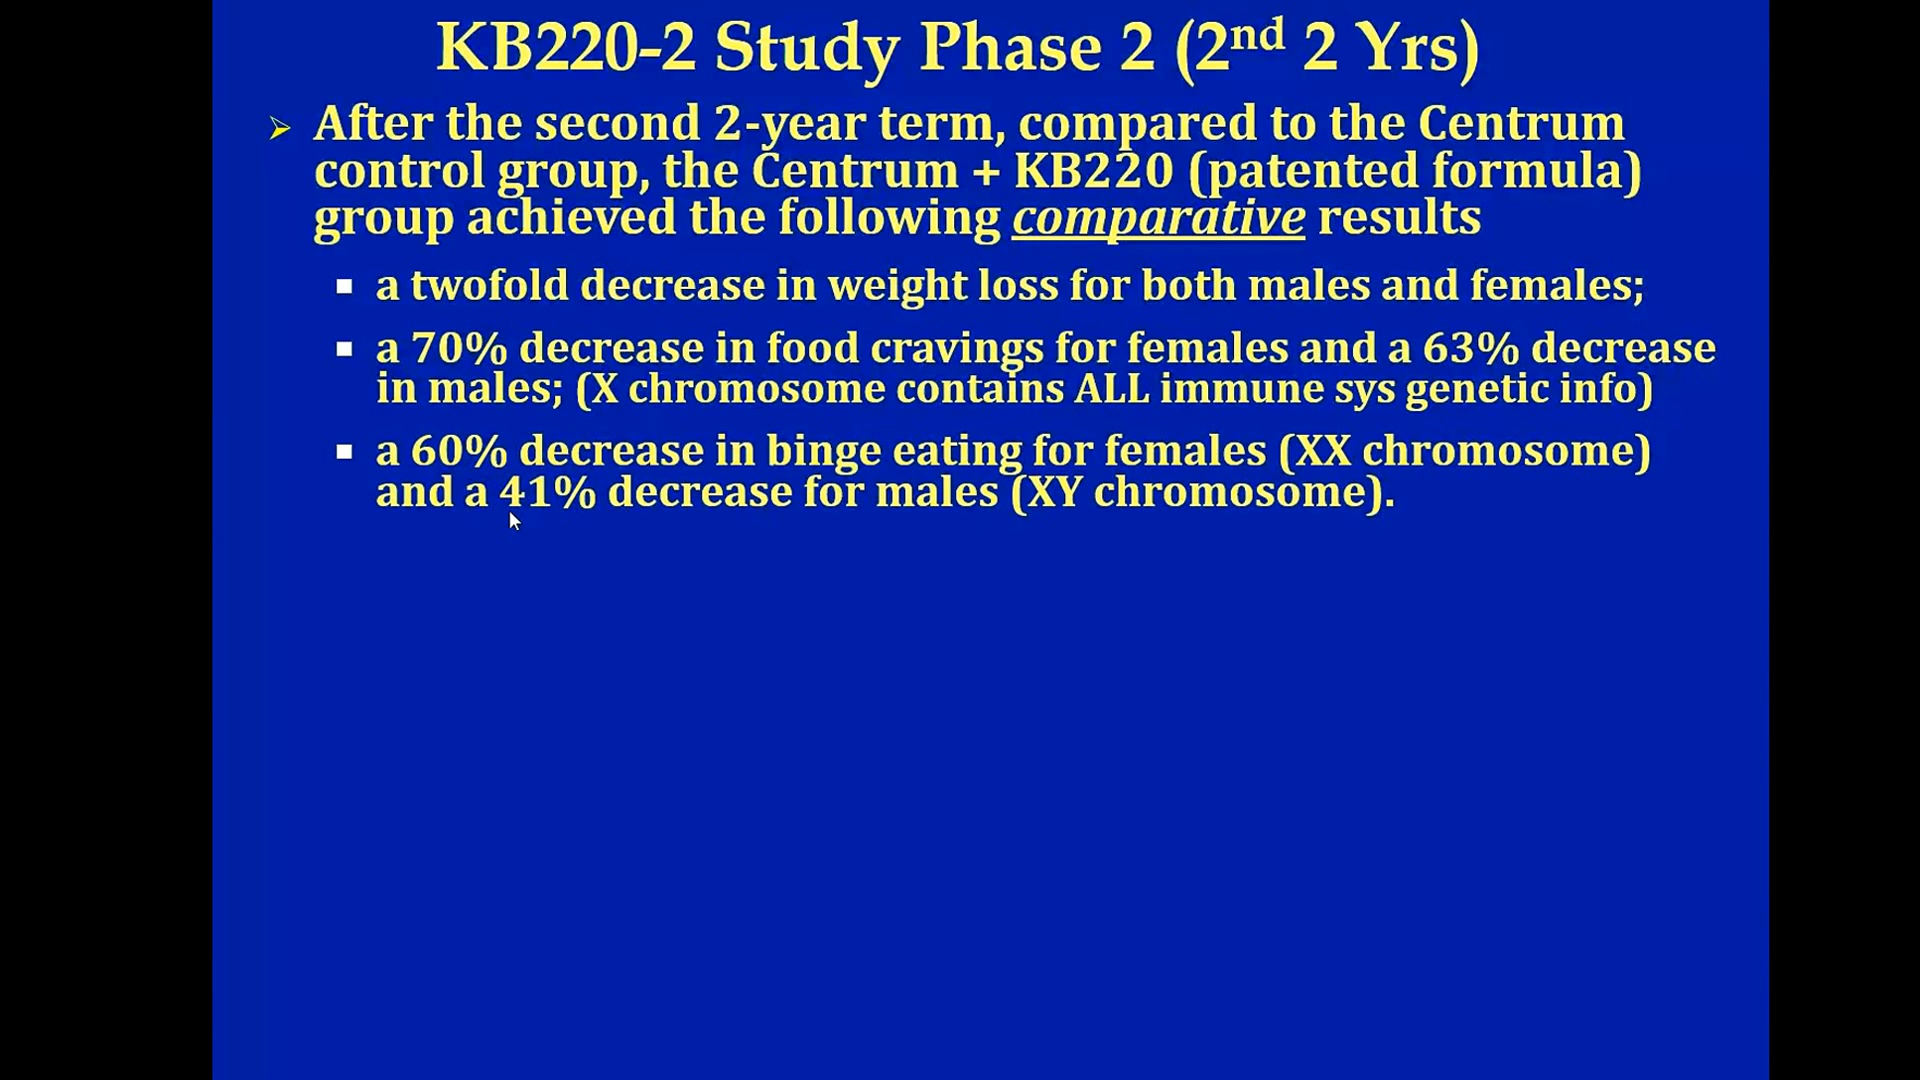 KB220-2 Study Phase 2 (2nd 2 Yrs)
➢ After the second 2-year term, compared to the Centrum
control group, the Centrum + KB220 (patented formula)
group achieved the following comparative results
▪ a twofold decrease in weight loss for both males and females;
▪ a 70% decrease in food cravings for females and a 63% decrease
in males; (X chromosome contains ALL immune sys genetic info)
▪ a 60% decrease in binge eating for females (XX chromosome)
and a 41% decrease for males (XY chromosome).